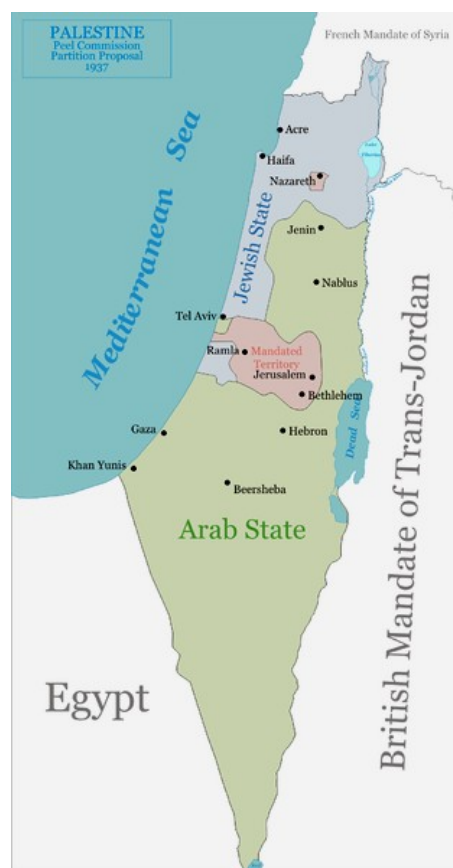 PALESTINE
Peel Commission
Partition Proposal
1937
French Mandate of Syria
Mediterranean Sea
Acre
Haifa
Nazareth
Jewish State
Jenin
Nablus
Tel Aviv
Ramla
Mandated
Territory
Jerusalem
Bethlehem
Gaza
Hebron
Dead Sea
Khan Yunis
Beersheba
Arab State
British Mandate of Trans-Jordan
Egypt